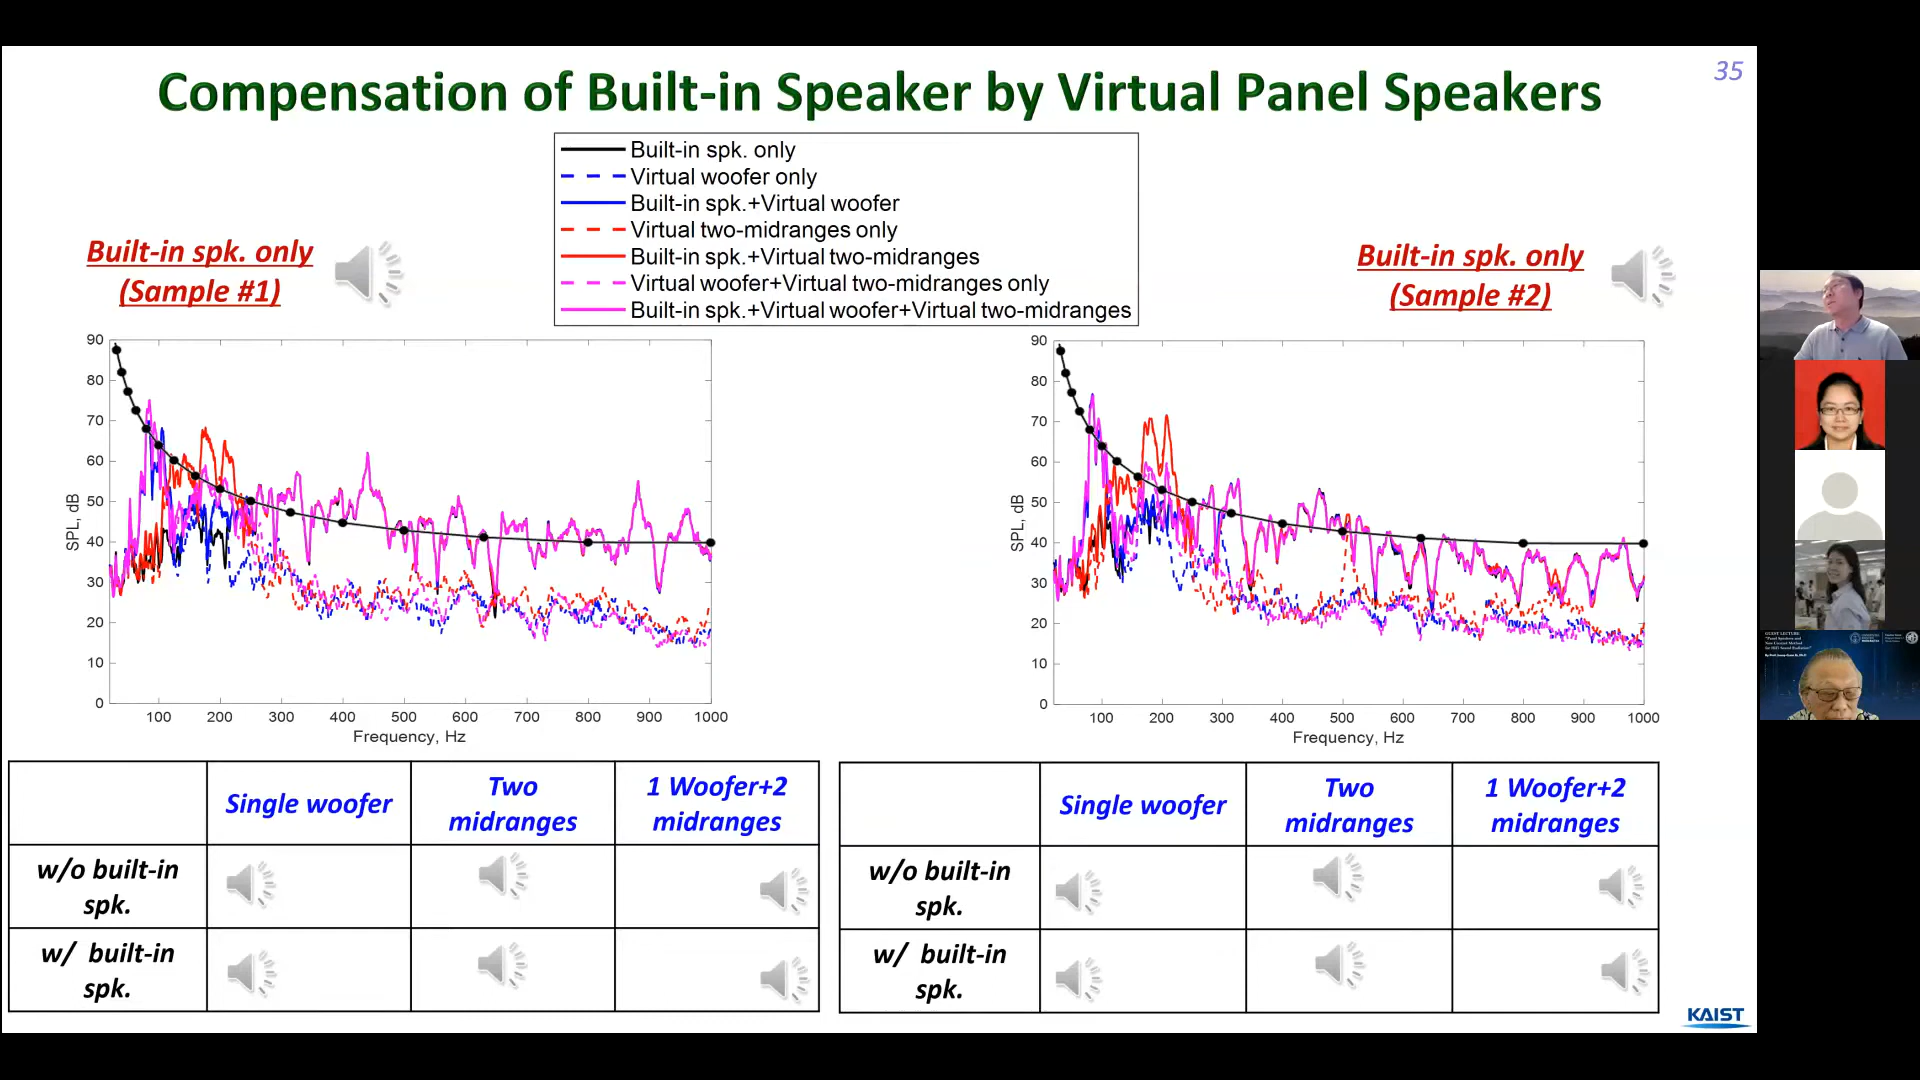 35
Compensation of Built-in Speaker by Virtual Panel Speakers
Built-in spk. only
Virtual woofer only
Built-in spk.+Virtual woofer
Virtual two-midranges only
Built-in spk.+Virtual two-midranges
Virtual woofer+Virtual two-midranges only
Built-in spk.+Virtual woofer+Virtual two-midranges
Built-in spk. only
(Sample #1)
Built-in spk. only
(Sample #2)
90
80
70
60
50
40
30
20
10
0
SPL, dB
100 200 300 400 500 600 700 800 900 1000
Frequency, Hz
90
80
70
60
50
40
30
20
10
0
SPL, dB
100 200 300 400 500 600 700 800 900 1000
Frequency, Hz
Single woofer
Two
midranges
1 Woofer+2
midranges
w/o built-in
spk.
w/ built-in
spk.
Single woofer
Two
midranges
1 Woofer+2
midranges
w/o built-in
spk.
w/ built-in
spk.
KAIST
GUEST LECTURE
"Panel Speakers and